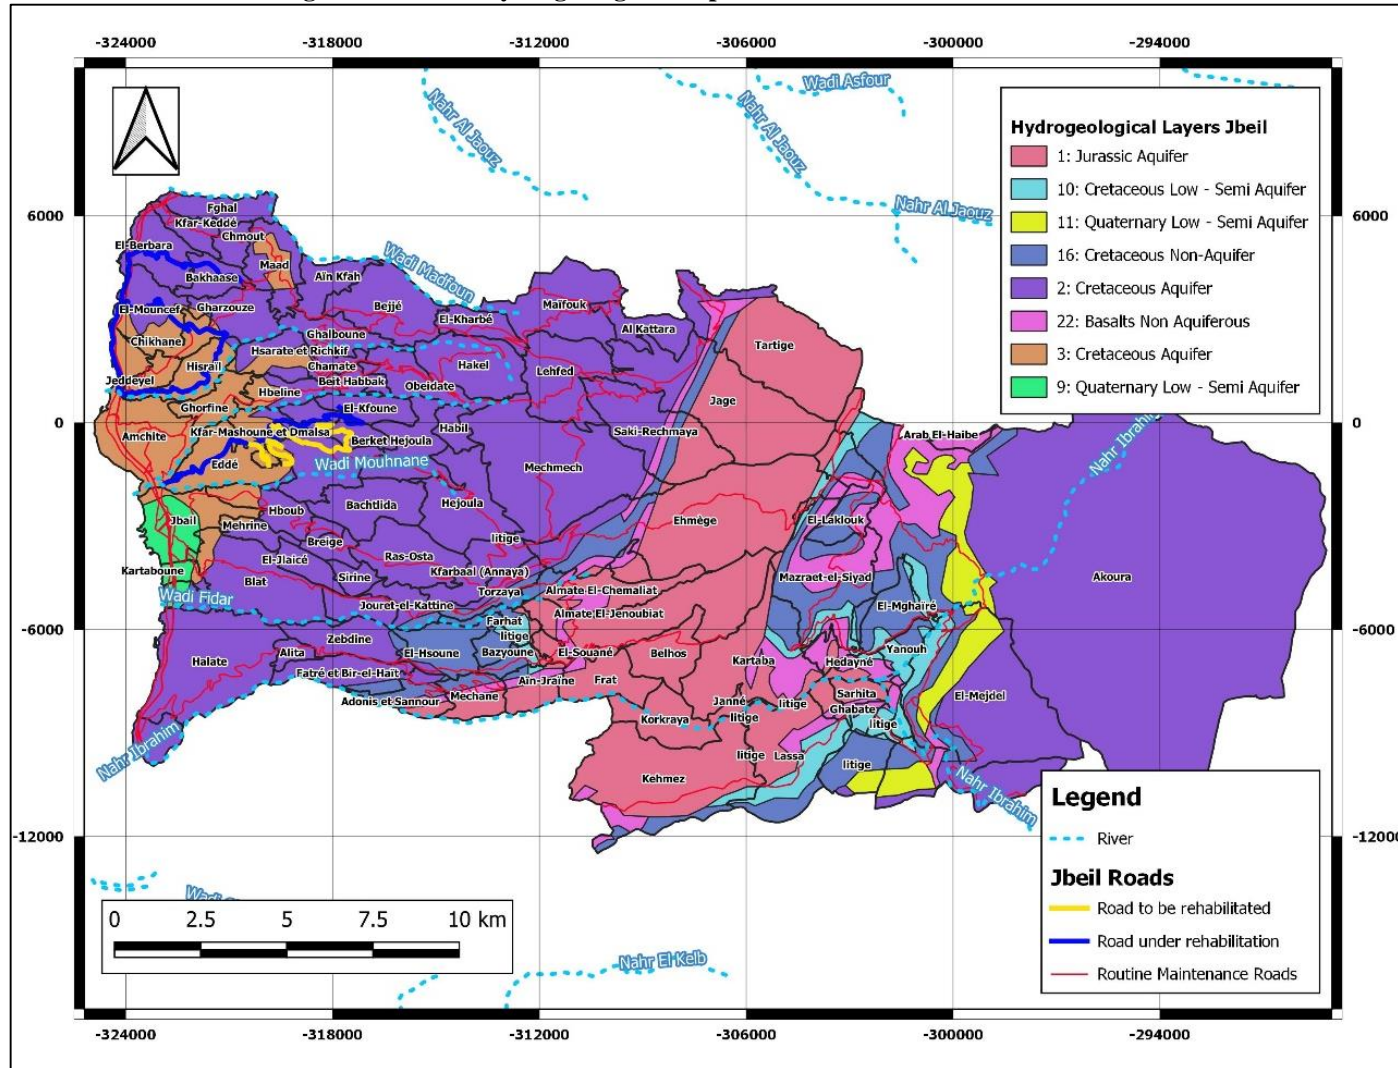 -324000 -318000 -312000 -306000 -300000 -294000
Wadi Asfour
Nahr Al Jaouz
Nahr Al Jaouz
Nahr Al Jaouz
Hydrogeological Layers Jbeil
1: Jurassic Aquifer
10: Cretaceous Low - Semi Aquifer
11: Quaternary Low - Semi Aquifer
16: Cretaceous Non-Aquifer
2: Cretaceous Aquifer
22: Basalts Non Aquiferous
3: Cretaceous Aquifer
9: Quaternary Low - Semi Aquifer
6000 6000
Fghal
Kfar-Keddé
Chmout
El-Berbara
Maad
Wadi Madfoun
Bakhaase
Aïn Kfah
El-Mouncef
Gharzouze
Bejjé
El-Kharbé
Maïfouk
Al Kattara
Chikhane
Ghalboune
Hsarate et Richkif
Tartige
Hisraïl
Chamate
Hakel
Lehfed
Jeddeyel
Beit Habbak
Obeidate
Hbeline
Jage
Ghorfine
El-Kfoune
0 0
Amchite
Kfar-Mashoune et Dmalsa
Habil
Saki-Rechmaya
Arab El-Haibe
Berket Hejoula
Nahr Ibrahim
Eddé
Wadi Mouhnane
Mechmech
Bachtlida
Hejoula
Hboub
Jbail
Mehrine
Ehmège
El-Laklouk
Breige
litige
El-Jlaicé
Ras-Osta
Kartaboune
Blat
Sirine
Kfarbaal (Annaya)
Mazraet-el-Siyad
Akoura
Torzaya
Almate El-Chemaliat
Wadi Fidar
Jouret-el-Kattine
El-Mghairé
Almate El-Jenoubiat
Farhat
-6000 -6000
Zebdine
litige
Halate
Alita
El-Hsoune
Bazyoune
El-Souané
Belhos
Kartaba
Hedayné
Yanouh
Fatré et Bir-el-Haït
Aïn-Jraïne
Frat
Mechane
Adonis et Sannour
Janné
litige
Sarhita
El-Mejdel
Ghabate
Korkraya
litige
litige
Nahr Ibrahim
litige
Lassa
litige
Kehmez
Nahr Ibrahim
-12000 -12000
Legend
River
Jbeil Roads
Road to be rehabilitated
Road under rehabilitation
Routine Maintenance Roads
0 2.5 5 7.5 10 km
Nahr El Kelb
-324000 -318000 -312000 -306000 -300000 -294000